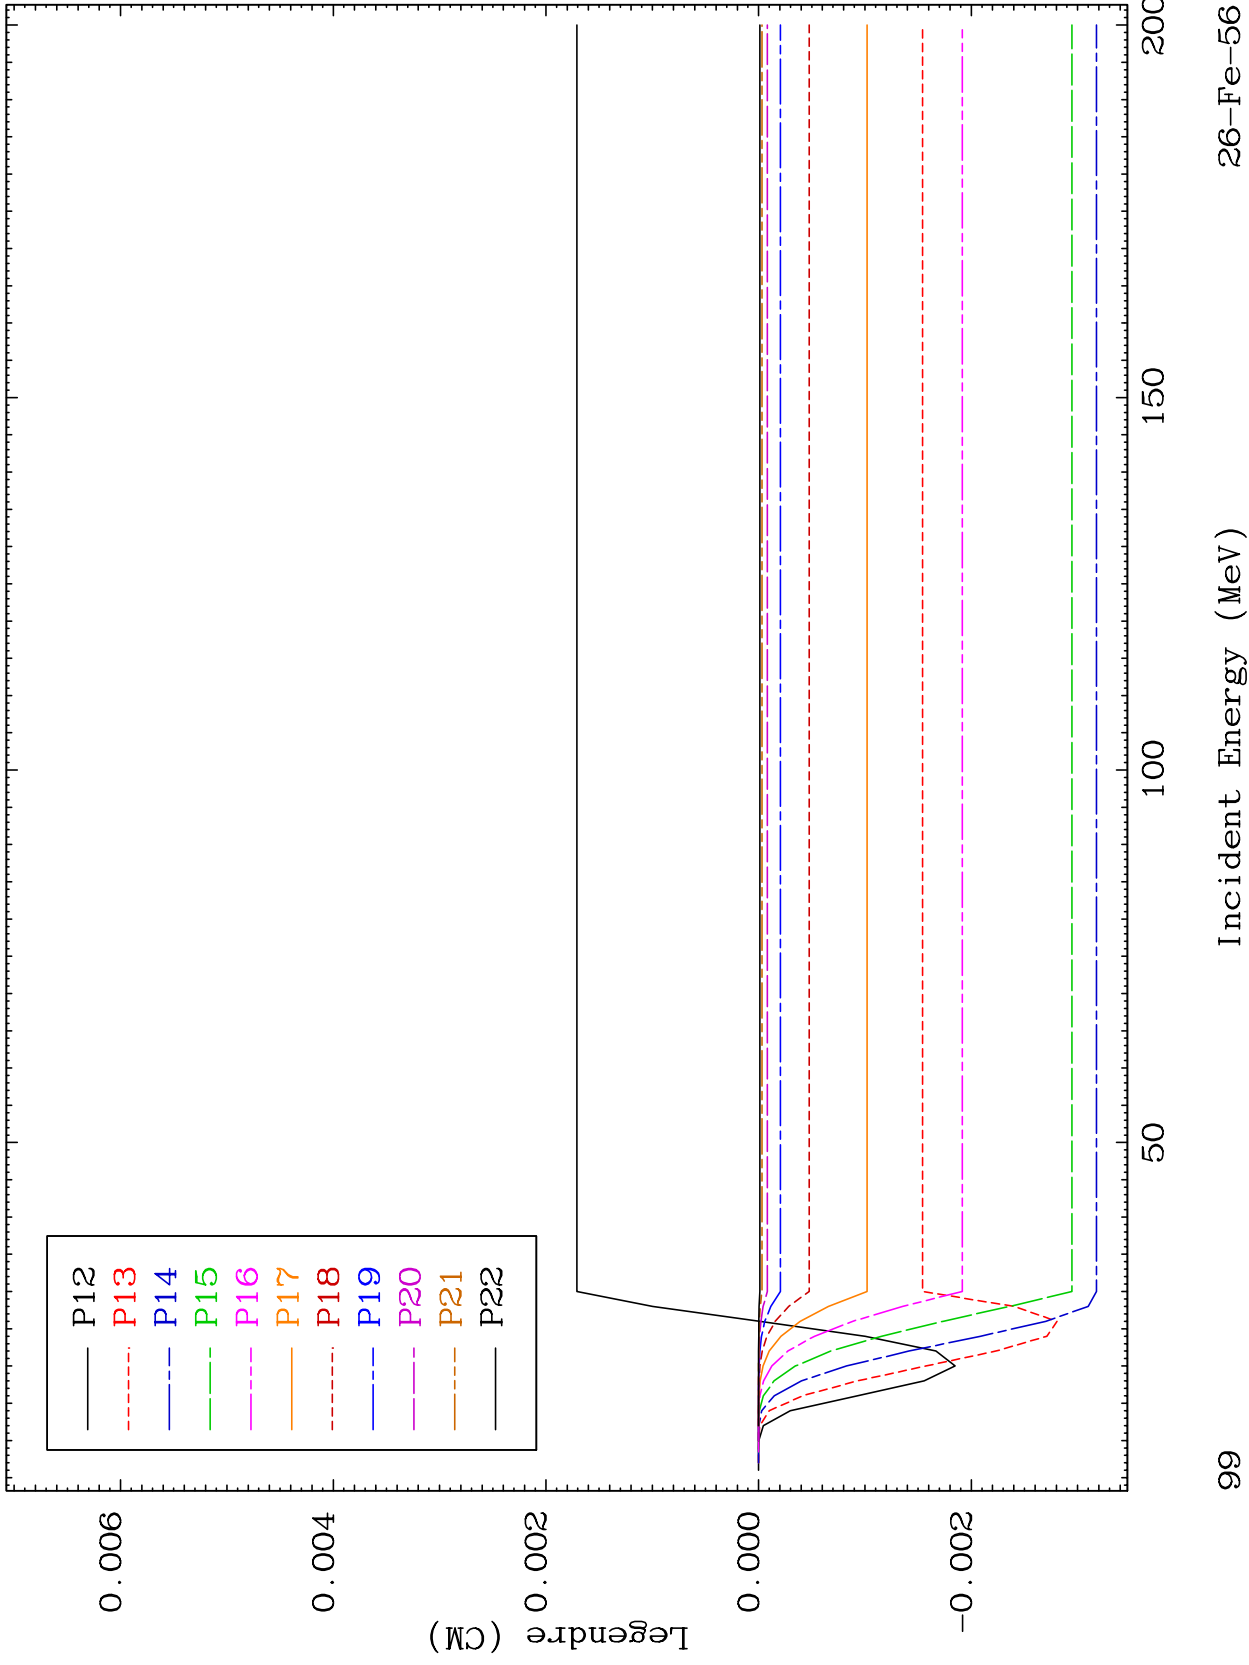 P12
P13
P14
P15
P16
P17
P18
P19
P20
P21
P22
0.006
0.004
0.002
0.000
-0.002
Legendre (CM)
50
100
150
200
Incident Energy (MeV)
99
26-Fe-56